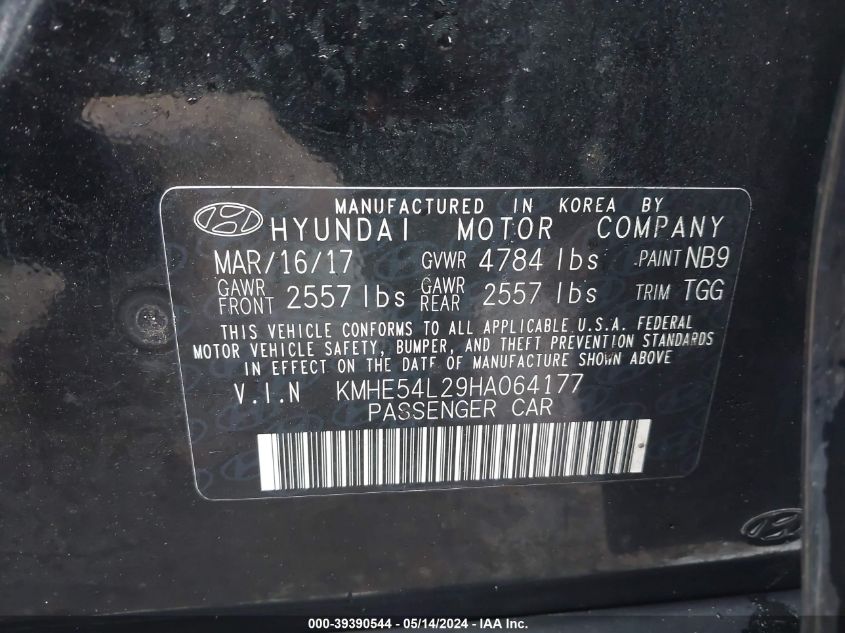 MANUFACTURED IN KOREA BY
HYUNDAI MOTOR COMPANY
MAR/16/17 GVWR 4784 lbs PAINT NB9
GAWR FRONT 2557 lbs GAWR REAR 2557 lbs TRIM TGG
THIS VEHICLE CONFORMS TO ALL APPLICABLE U.S.A. FEDERAL
MOTOR VEHICLE SAFETY, BUMPER, AND THEFT PREVENTION STANDARDS
IN EFFECT ON THE DATE OF MANUFACTURE SHOWN ABOVE
V.I.N KMHE54L29HA064177
PASSENGER CAR
000-39390544 - 05/14/2024 - IAA Inc.